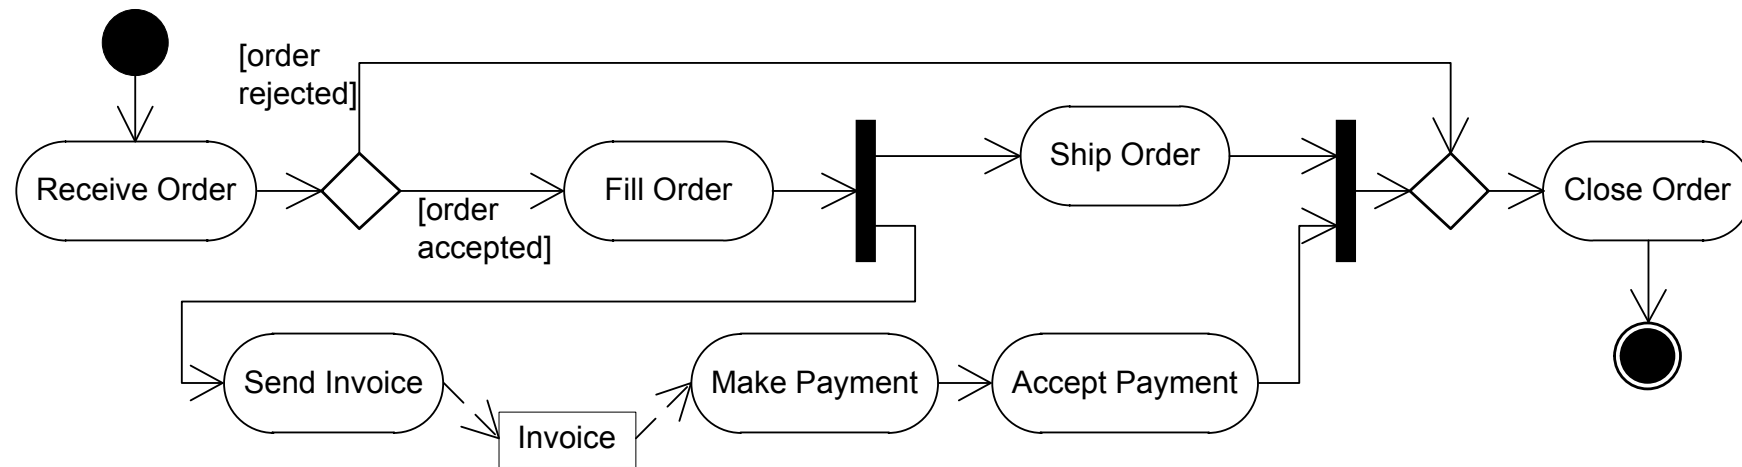 [order
rejected]
Receive Order
[order
accepted]
Fill Order
Ship Order
Close Order
Send Invoice
Invoice
Make Payment
Accept Payment